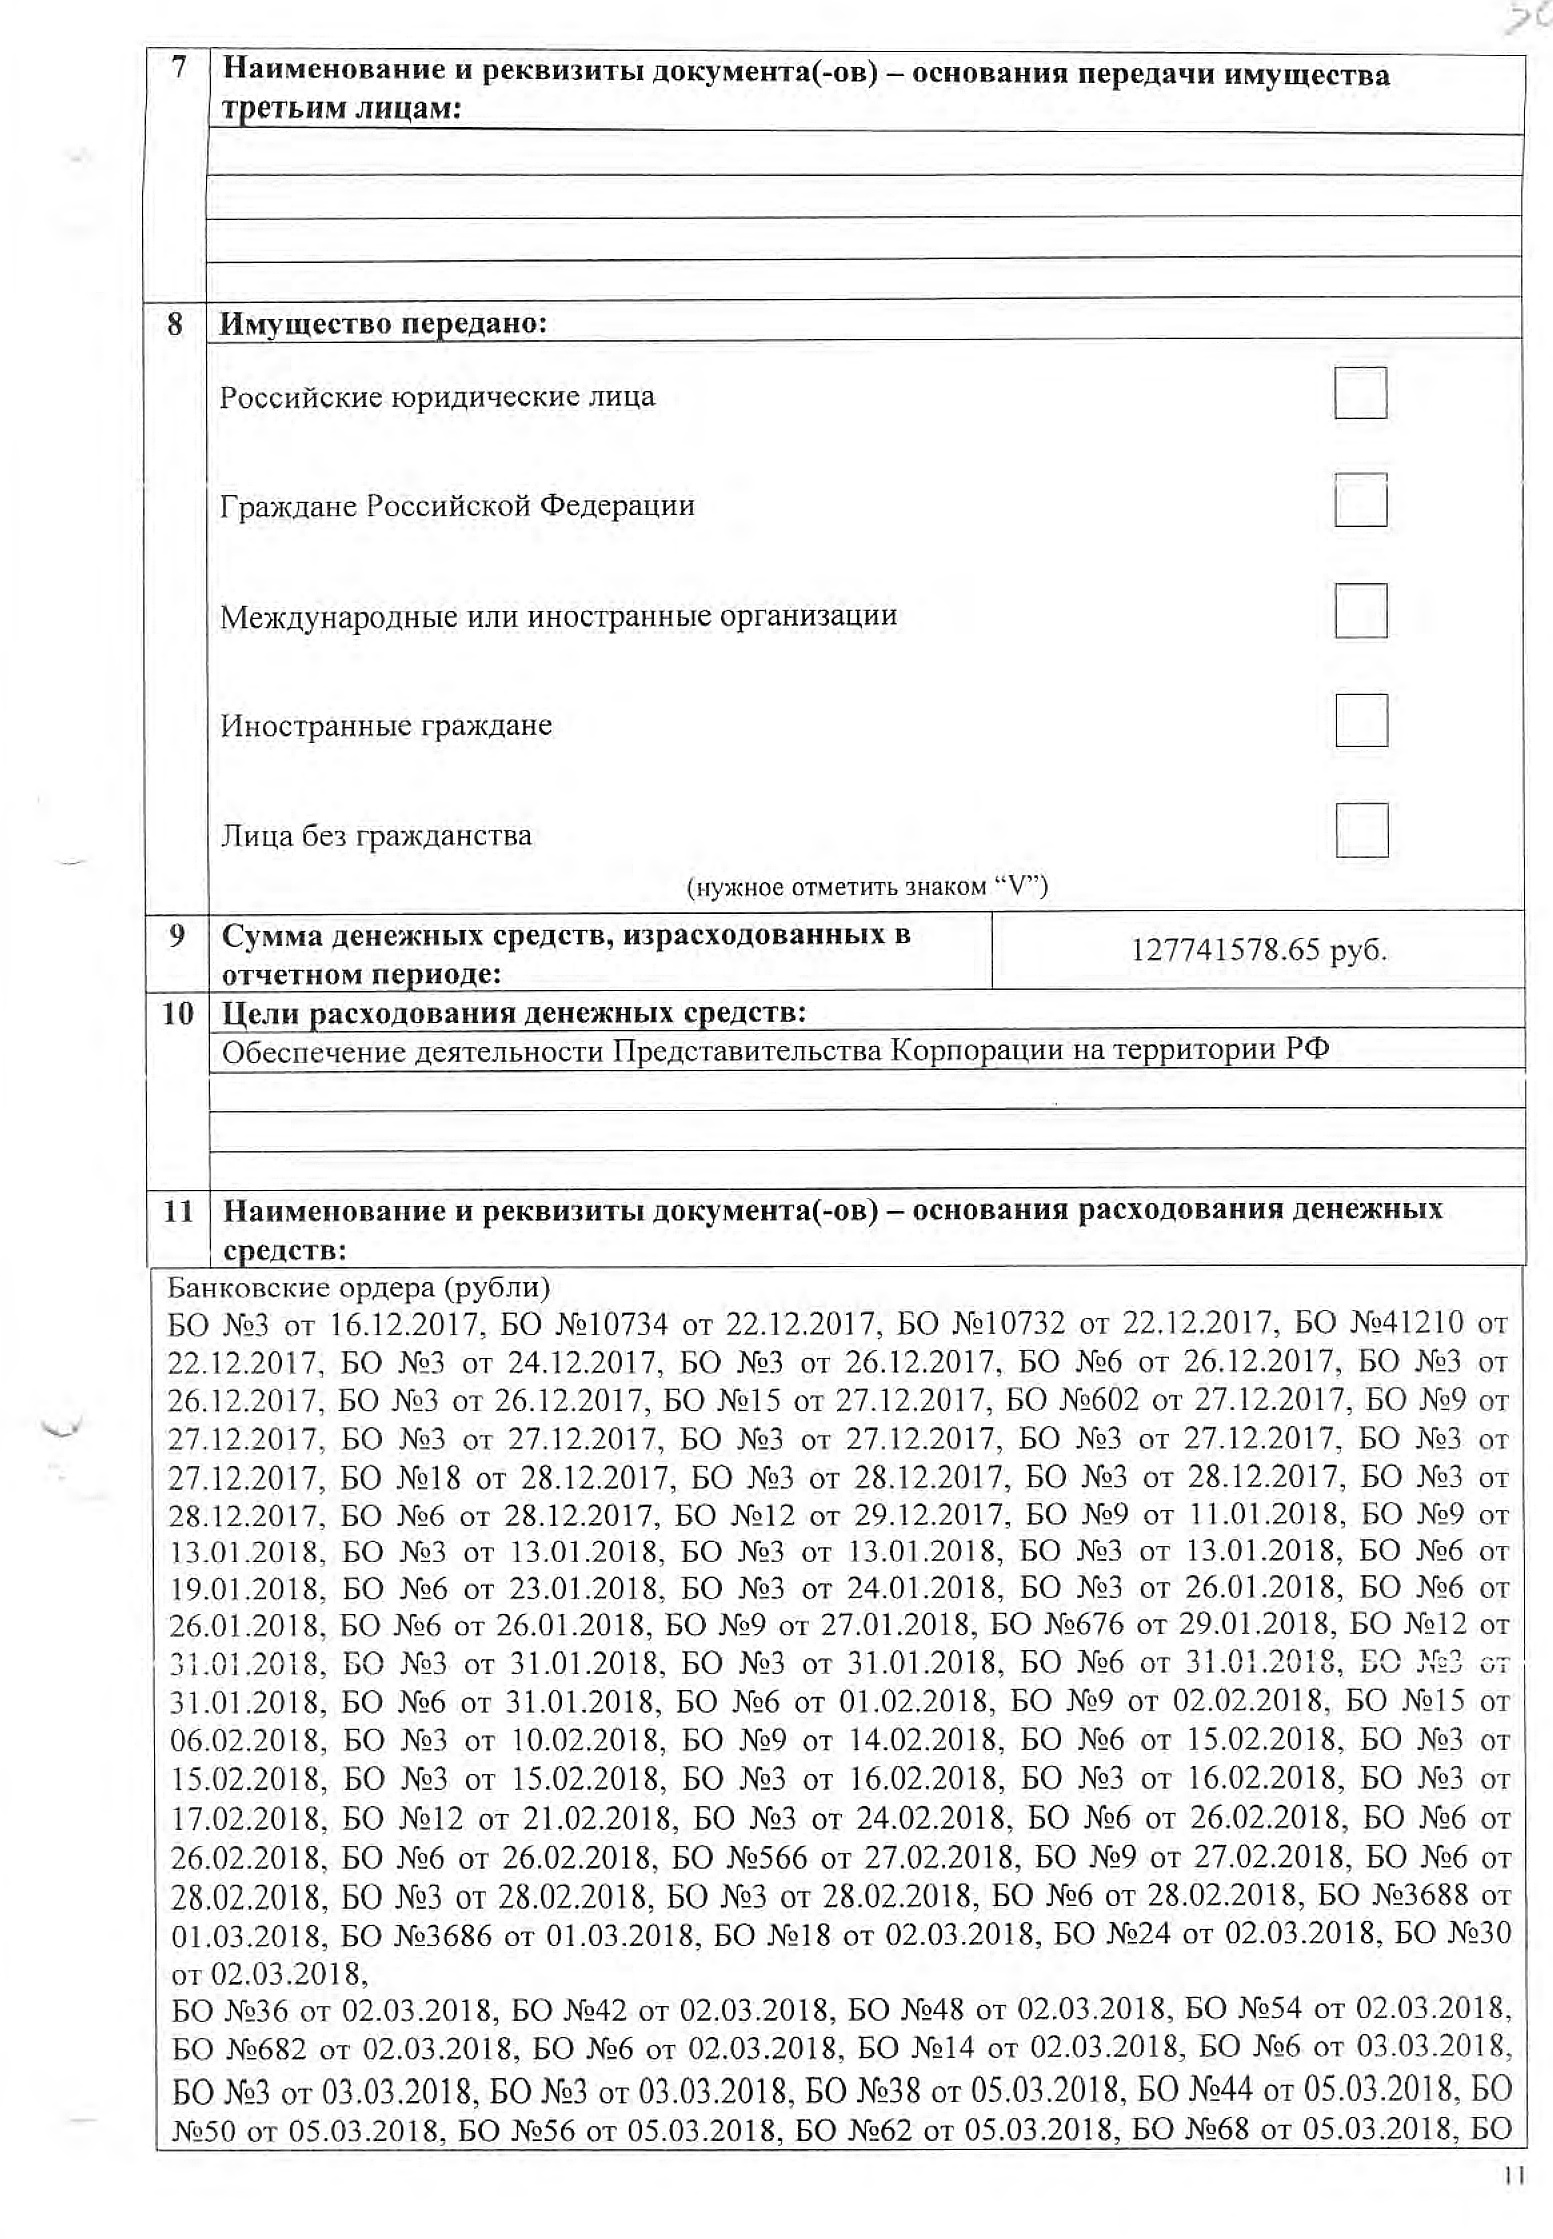 7 Наименование и реквизиты документа(-ов) – основания передачи имущества
третьим лицам:
8 Имущество передано:
Российские юридические лица
Граждане Российской Федерации
Международные или иностранные организации
Иностранные граждане
Лица без гражданства
(нужное отметить знаком “V”)
9 Сумма денежных средств, израсходованных в
отчетном периоде:
127741578.65 руб.
10 Цели расходования денежных средств:
Обеспечение деятельности Представительства Корпорации на территории РФ
11 Наименование и реквизиты документа(-ов) – основания расходования денежных
средств:
Банковские ордера (рубли)
БО №3 от 16.12.2017, БО №10734 от 22.12.2017, БО №10732 от 22.12.2017, БО №41210 от
22.12.2017, БО №3 от 24.12.2017, БО №3 от 26.12.2017, БО №6 от 26.12.2017, БО №3 от
26.12.2017, БО №3 от 26.12.2017, БО №15 от 27.12.2017, БО №602 от 27.12.2017, БО №9 от
27.12.2017, БО №3 от 27.12.2017, БО №3 от 27.12.2017, БО №3 от 27.12.2017, БО №3 от
27.12.2017, БО №18 от 28.12.2017, БО №3 от 28.12.2017, БО №3 от 28.12.2017, БО №3 от
28.12.2017, БО №6 от 28.12.2017, БО №12 от 29.12.2017, БО №9 от 11.01.2018, БО №9 от
13.01.2018, БО №3 от 13.01.2018, БО №3 от 13.01.2018, БО №3 от 13.01.2018, БО №6 от
19.01.2018, БО №6 от 23.01.2018, БО №3 от 24.01.2018, БО №3 от 26.01.2018, БО №6 от
26.01.2018, БО №6 от 26.01.2018, БО №9 от 27.01.2018, БО №676 от 29.01.2018, БО №12 от
31.01.2018, БО №3 от 31.01.2018, БО №3 от 31.01.2018, БО №6 от 31.01.2018, БО №3 от
31.01.2018, БО №6 от 31.01.2018, БО №6 от 01.02.2018, БО №9 от 02.02.2018, БО №15 от
06.02.2018, БО №3 от 10.02.2018, БО №9 от 14.02.2018, БО №6 от 15.02.2018, БО №3 от
15.02.2018, БО №3 от 15.02.2018, БО №3 от 16.02.2018, БО №3 от 16.02.2018, БО №3 от
17.02.2018, БО №12 от 21.02.2018, БО №3 от 24.02.2018, БО №6 от 26.02.2018, БО №6 от
26.02.2018, БО №6 от 26.02.2018, БО №566 от 27.02.2018, БО №9 от 27.02.2018, БО №6 от
28.02.2018, БО №3 от 28.02.2018, БО №3 от 28.02.2018, БО №6 от 28.02.2018, БО №3688 от
01.03.2018, БО №3686 от 01.03.2018, БО №18 от 02.03.2018, БО №24 от 02.03.2018, БО №30
от 02.03.2018,
БО №36 от 02.03.2018, БО №42 от 02.03.2018, БО №48 от 02.03.2018, БО №54 от 02.03.2018,
БО №682 от 02.03.2018, БО №6 от 02.03.2018, БО №14 от 02.03.2018, БО №6 от 03.03.2018,
БО №3 от 03.03.2018, БО №3 от 03.03.2018, БО №38 от 05.03.2018, БО №44 от 05.03.2018, БО
№50 от 05.03.2018, БО №56 от 05.03.2018, БО №62 от 05.03.2018, БО №68 от 05.03.2018, БО
11